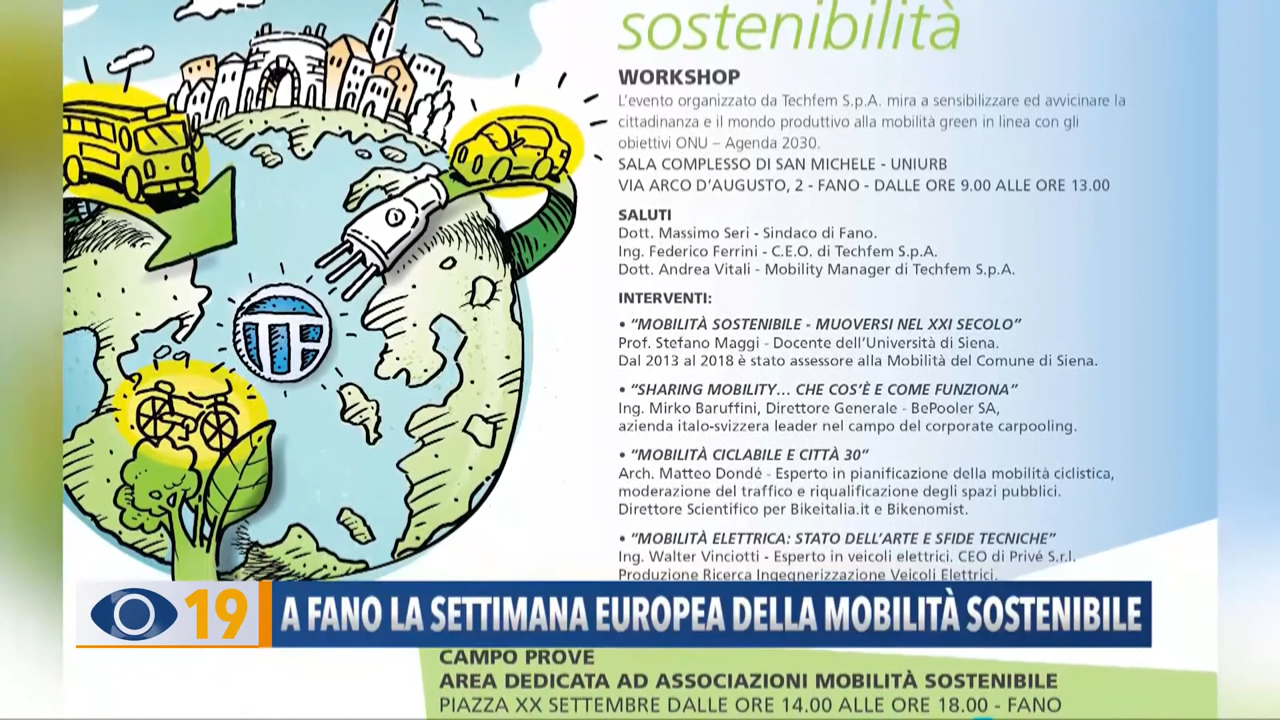 sostenibilità
WORKSHOP
L'evento organizzato da Techfem S.p.A. mira a sensibilizzare ed avvicinare la
cittadinanza e il mondo produttivo alla mobilità green in linea con gli
obiettivi ONU – Agenda 2030.
SALA COMPLESSO DI SAN MICHELE - UNIURB
VIA ARCO D'AUGUSTO, 2 - FANO - DALLE ORE 9.00 ALLE ORE 13.00
SALUTI
Dott. Massimo Seri - Sindaco di Fano.
Ing. Federico Ferrini - C.E.O. di Techfem S.p.A.
Dott. Andrea Vitali - Mobility Manager di Techfem S.p.A.
INTERVENTI:
• "MOBILITÀ SOSTENIBILE - MUOVERSI NEL XXI SECOLO"
Prof. Stefano Maggi - Docente dell'Università di Siena.
Dal 2013 al 2018 è stato assessore alla Mobilità del Comune di Siena.
• "SHARING MOBILITY... CHE COS'È E COME FUNZIONA"
Ing. Mirko Baruffini, Direttore Generale - BePooler SA,
azienda italo-svizzera leader nel campo del corporate carpooling.
• "MOBILITÀ CICLABILE E CITTÀ 30"
Arch. Matteo Dondé - Esperto in pianificazione della mobilità ciclistica,
moderazione del traffico e riqualificazione degli spazi pubblici.
Direttore Scientifico per Bikeitalia.it e Bikenomist.
• "MOBILITÀ ELETTRICA: STATO DELL'ARTE E SFIDE TECNICHE"
Ing. Walter Vinciotti - Esperto in veicoli elettrici. CEO di Privé S.r.l.
Produzione Ricerca Ingegnerizzazione Veicoli Elettrici.
TF
19
A FANO LA SETTIMANA EUROPEA DELLA MOBILITÀ SOSTENIBILE
CAMPO PROVE
AREA DEDICATA AD ASSOCIAZIONI MOBILITÀ SOSTENIBILE
PIAZZA XX SETTEMBRE DALLE ORE 14.00 ALLE ORE 18.00 - FANO